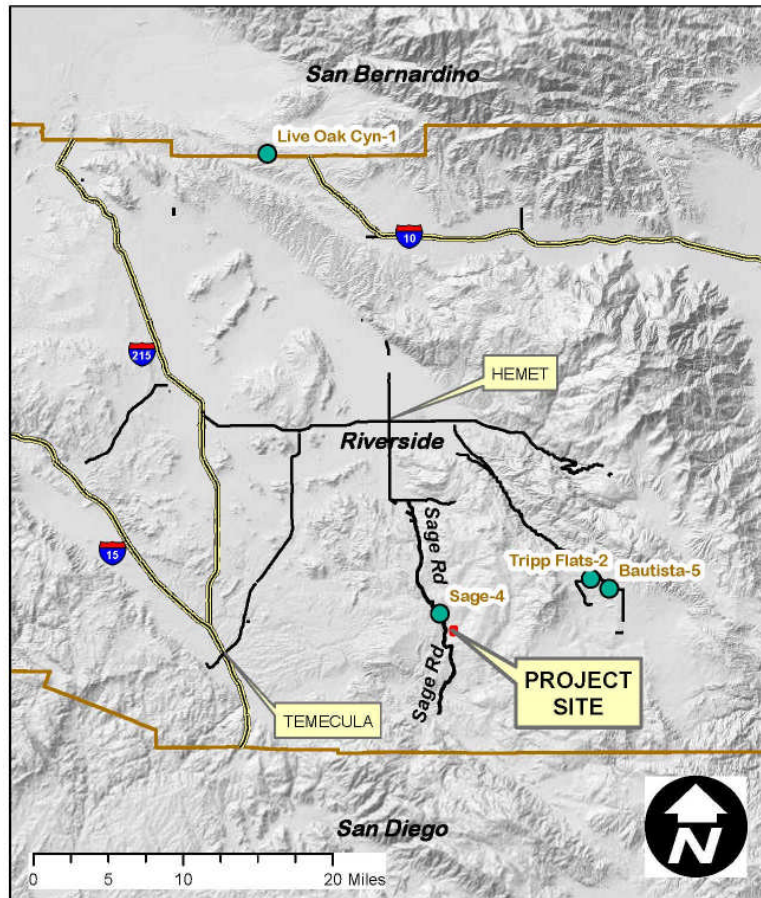 San Bernardino
Live Oak Cyn-1
10
215
HEMET
Riverside
Sage Rd
15
Tripp Flats-2
Bautista-5
Sage-4
Sage Rd
PROJECT
SITE
TEMECULA
San Diego
N
0 5 10 20 Miles